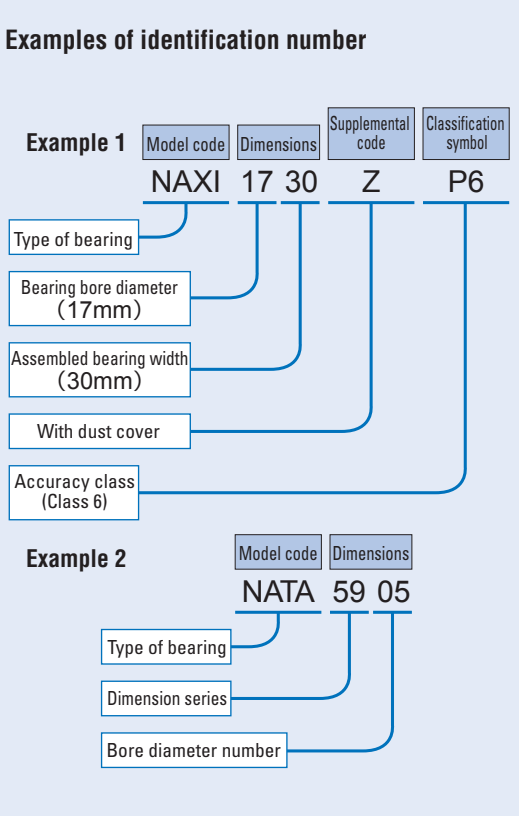 Examples of identification number
Example 1
Model code
Dimensions
Supplemental
code
Classification
symbol
NAXI 17 30 Z P6
Type of bearing
Bearing bore diameter
（17mm）
Assembled bearing width
（30mm）
With dust cover
Accuracy class
(Class 6)
Example 2
Model code
Dimensions
NATA 59 05
Type of bearing
Dimension series
Bore diameter number